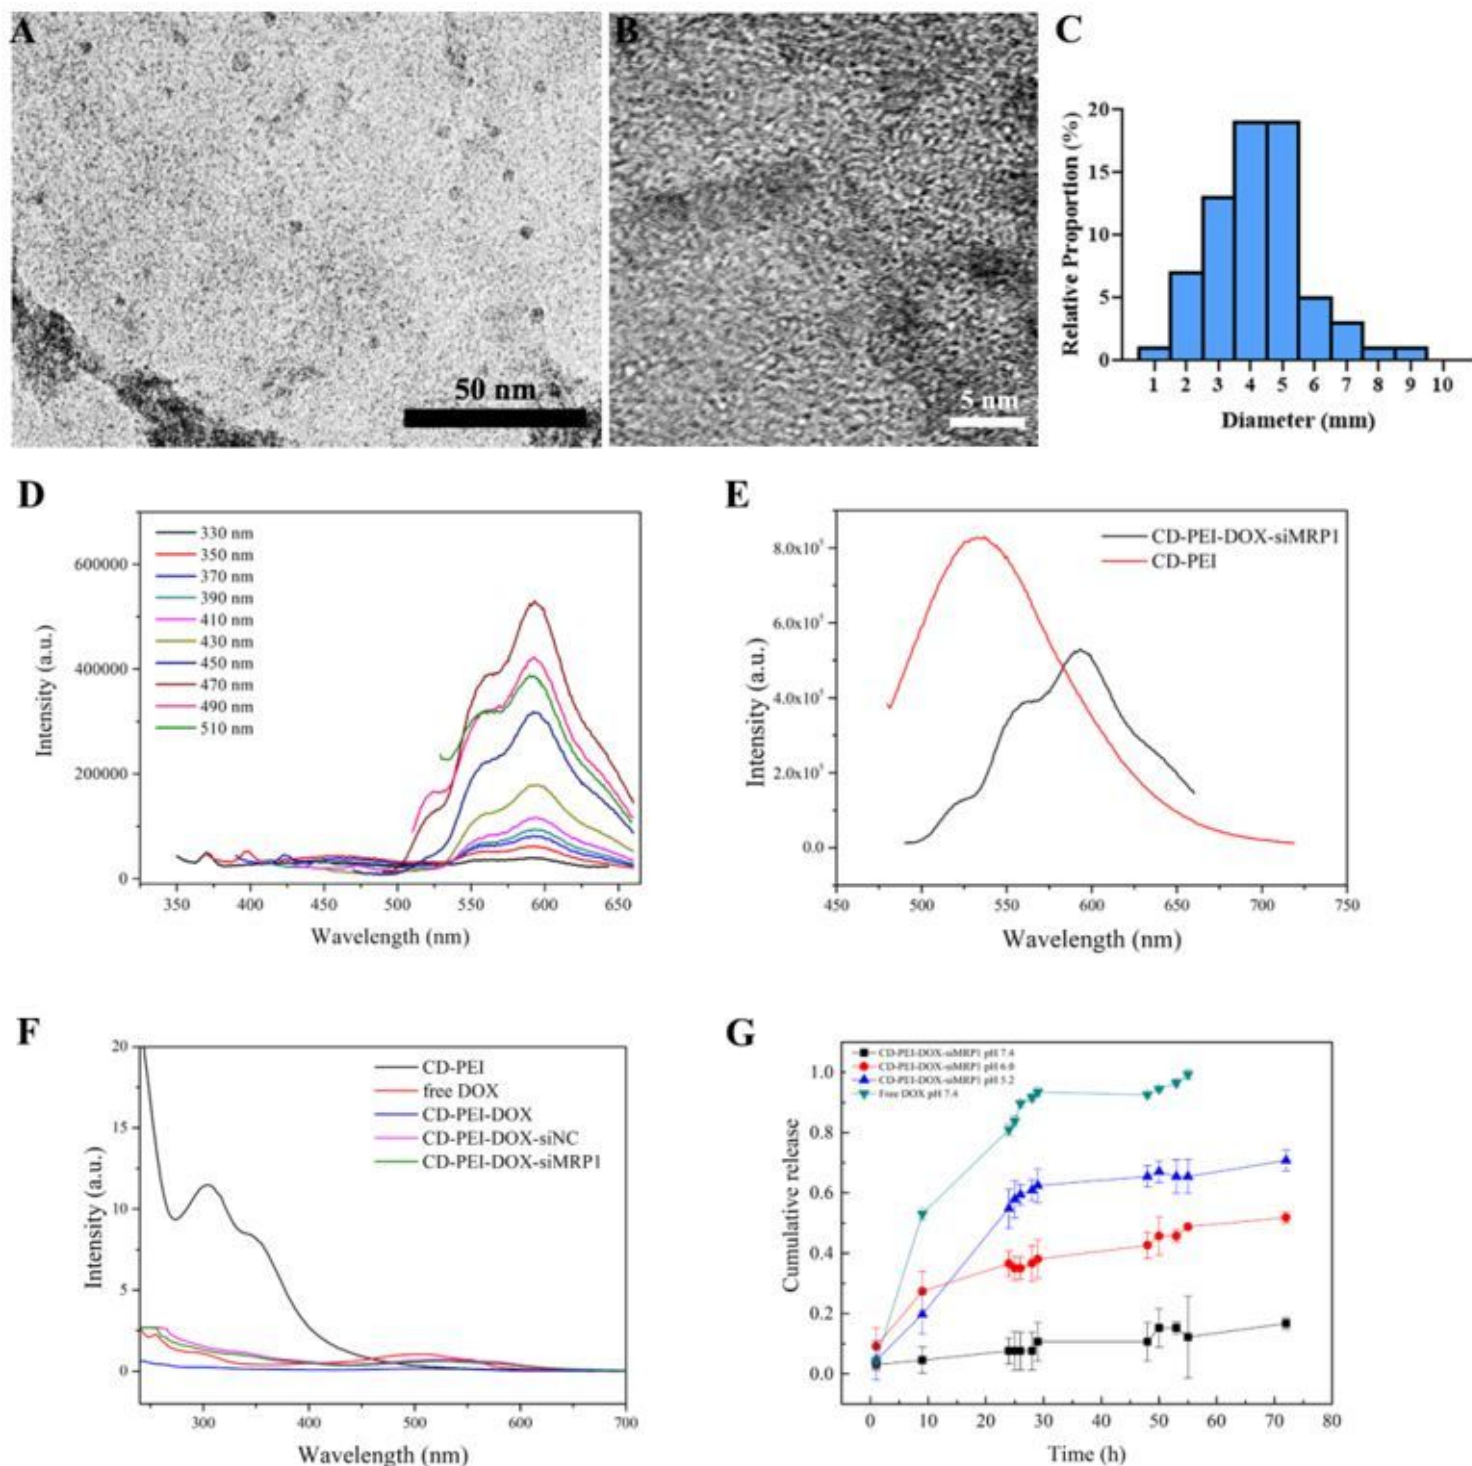 A
50 nm
B
5 nm
C
Relative Proportion (%)
20
15
10
5
0
1 2 3 4 5 6 7 8 9 10
Diameter (mm)
D
Intensity (a.u.)
600000
400000
200000
0
330 nm
350 nm
370 nm
390 nm
410 nm
430 nm
450 nm
470 nm
490 nm
510 nm
350 400 450 500 550 600 650
Wavelength (nm)
E
Intensity (a.u.)
8.0x10⁵
6.0x10⁵
4.0x10⁵
2.0x10⁵
0.0
CD-PEI-DOX-siMRP1
CD-PEI
450 500 550 600 650 700 750
Wavelength (nm)
F
Intensity (a.u.)
20
15
10
5
0
CD-PEI
free DOX
CD-PEI-DOX
CD-PEI-DOX-siNC
CD-PEI-DOX-siMRP1
300 400 500 600 700
Wavelength (nm)
G
Cumulative release
1.0
0.8
0.6
0.4
0.2
0.0
CD-PEI-DOX-siMRP1 pH 7.4
CD-PEI-DOX-siMRP1 pH 6.0
CD-PEI-DOX-siMRP1 pH 5.2
Free DOX pH 7.4
0 10 20 30 40 50 60 70 80
Time (h)